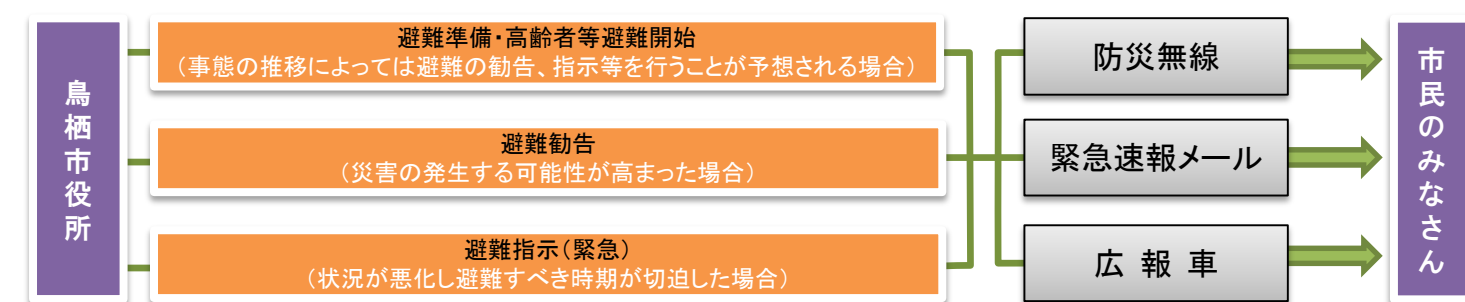 鳥栖市役所
避難準備・高齢者等避難開始
（事態の推移によっては避難の勧告、指示等を行うことが予想される場合）
避難勧告
（災害の発生する可能性が高まった場合）
避難指示（緊急）
（状況が悪化し避難すべき時期が切迫した場合）
防災無線
緊急速報メール
広 報 車
市民のみなさん